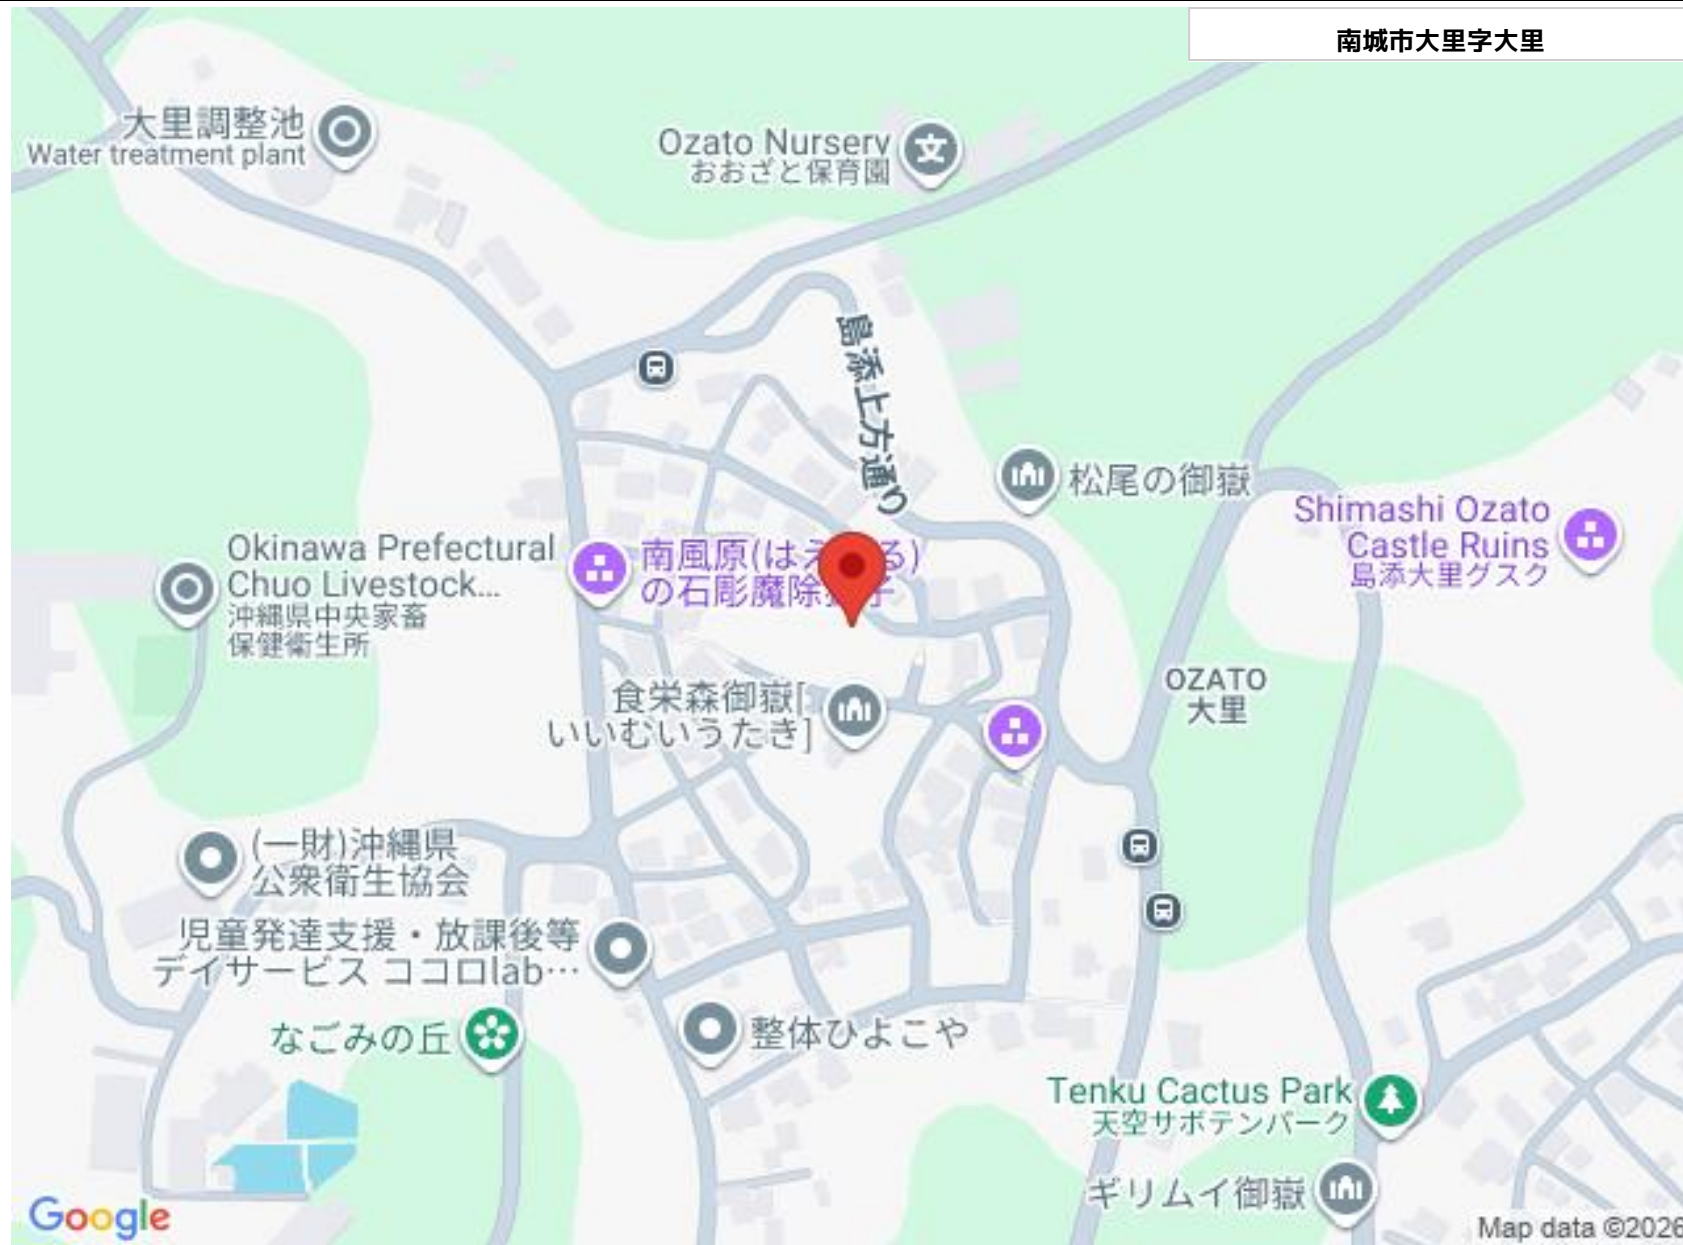 南城市大里字大里
大里調整池
Water treatment plant
Ozato Nursery
おおざと保育園
島添上方通り
松尾の御嶽
Shimashi Ozato
Castle Ruins
島添大里グスク
Okinawa Prefectural
Chuo Livestock...
沖縄県中央家畜
保健衛生所
南風原(はえ
る)
の石彫魔除
子
OZATO
大里
食栄森御嶽[
いいむいうたき]
(一財)沖縄県
公衆衛生協会
児童発達支援・放課後等
デイサービス ココロlab…
なごみの丘
整体ひよこや
Tenku Cactus Park
天空サボテンパーク
ギリムイ御嶽
Google
Map data ©2026